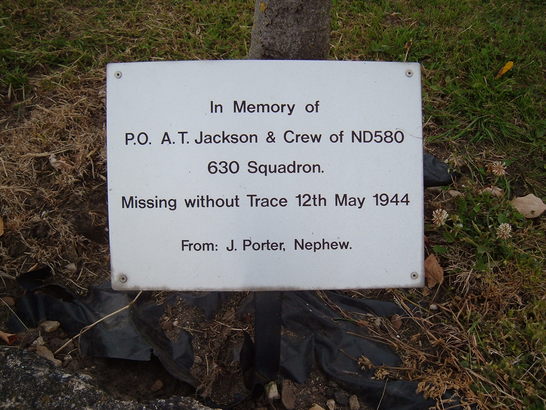 In Memory of
P.O. A.T. Jackson & Crew of ND580
630 Squadron.
Missing without Trace 12th May 1944
From: J. Porter, Nephew.